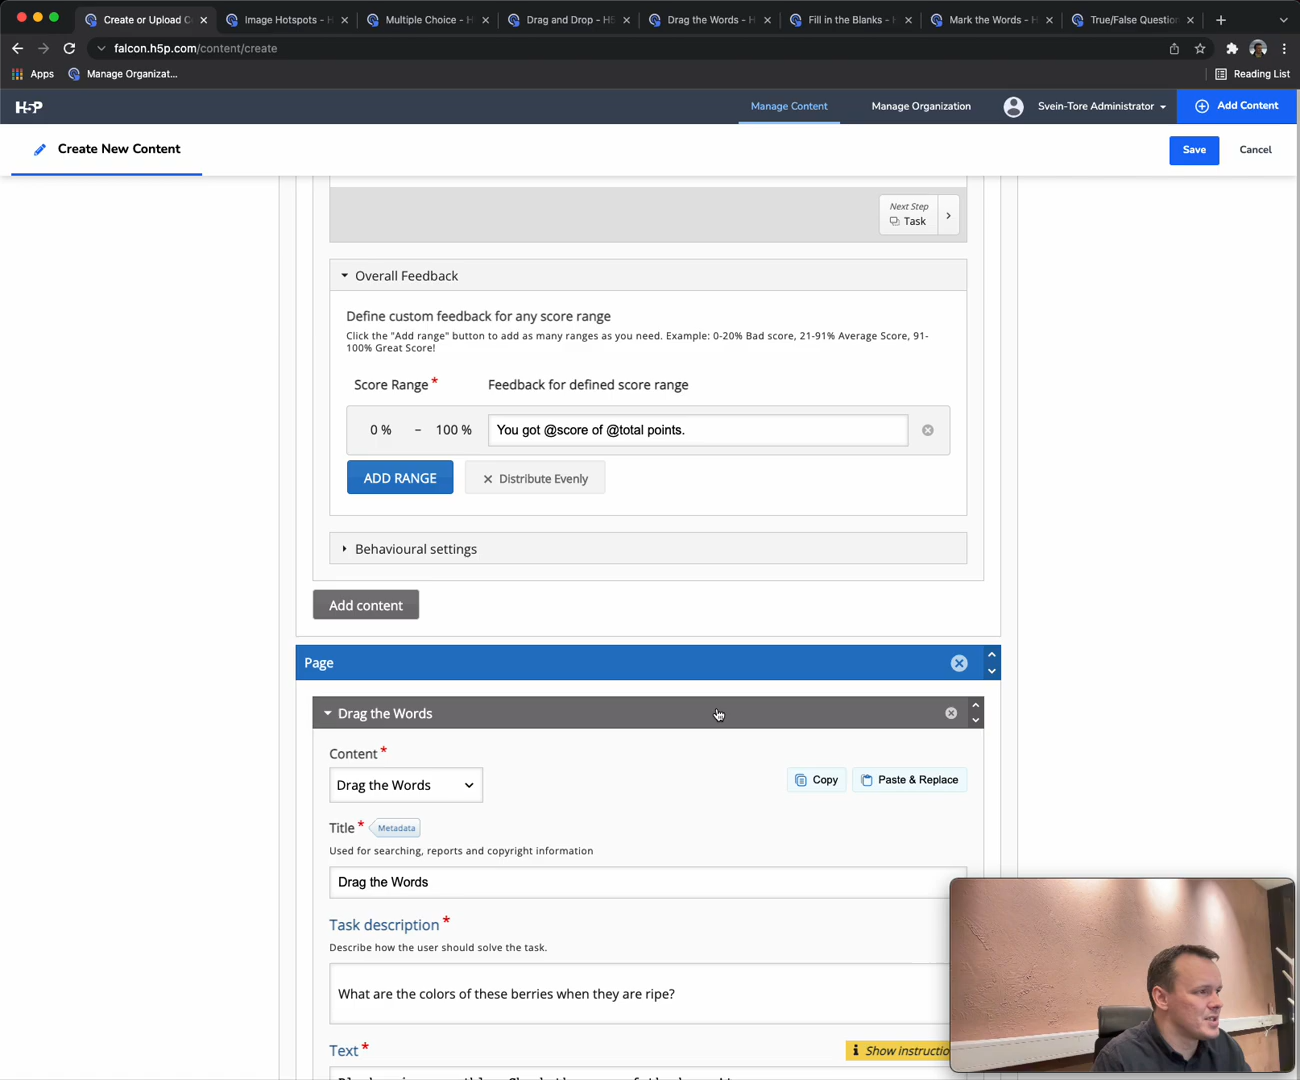 Create or Upload C
Image Hotspots - H
Multiple Choice - H
Drag and Drop - H5
Drag the Words - H
Fill in the Blanks - H
Mark the Words - H
True/False Question
falcon.h5p.com/content/create
Apps
Manage Organizat...
Reading List
H5P
Manage Content
Manage Organization
Svein-Tore Administrator
Add Content
Create New Content
Save
Cancel
Next Step
Task
Overall Feedback
Define custom feedback for any score range
Click the "Add range" button to add as many ranges as you need. Example: 0-20% Bad score, 21-91% Average Score, 91-
100% Great Score!
Score Range *
Feedback for defined score range
0 % – 100 %
You got @score of @total points.
ADD RANGE
Distribute Evenly
Behavioural settings
Add content
Page
Drag the Words
Content *
Drag the Words
Copy
Paste & Replace
Title *
Metadata
Used for searching, reports and copyright information
Drag the Words
Task description *
Describe how the user should solve the task.
What are the colors of these berries when they are ripe?
Text *
Show instructio